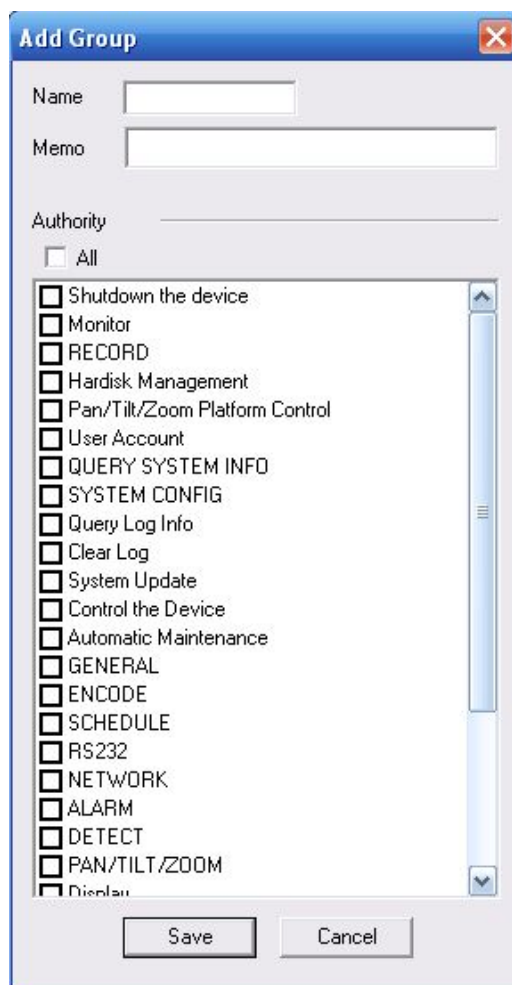 Add Group
Name
Memo
Authority
All
Shutdown the device
Monitor
RECORD
Hardisk Management
Pan/Tilt/Zoom Platform Control
User Account
QUERY SYSTEM INFO
SYSTEM CONFIG
Query Log Info
Clear Log
System Update
Control the Device
Automatic Maintenance
GENERAL
ENCODE
SCHEDULE
RS232
NETWORK
ALARM
DETECT
PAN/TILT/ZOOM
Display
Save Cancel